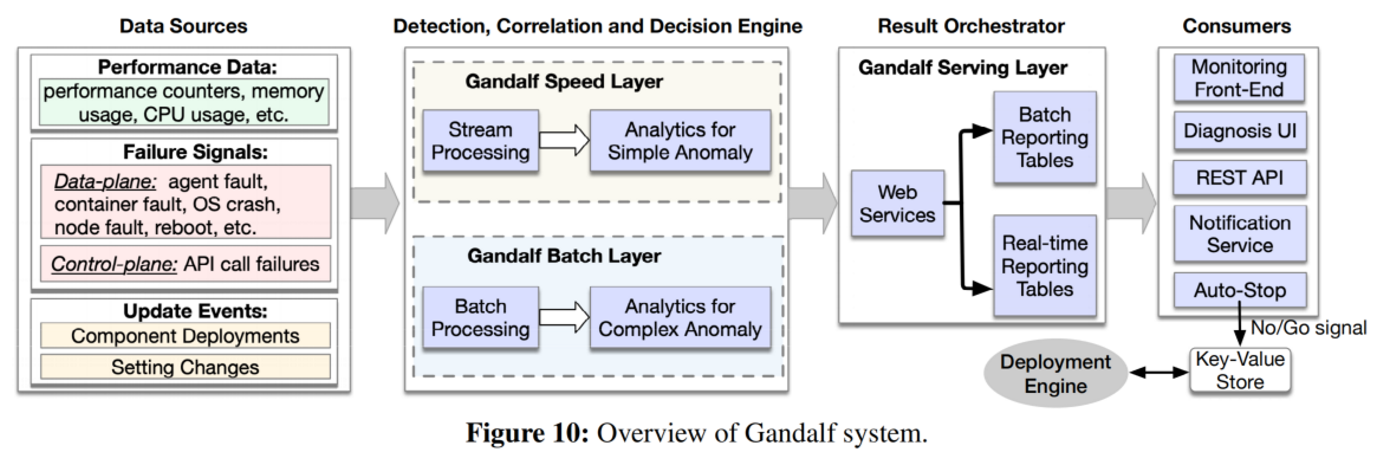 Data Sources
Performance Data:
performance counters, memory
usage, CPU usage, etc.
Failure Signals:
Data-plane: agent fault,
container fault, OS crash,
node fault, reboot, etc.
Control-plane: API call failures
Update Events:
Component Deployments
Setting Changes
Detection, Correlation and Decision Engine
Gandalf Speed Layer
Stream
Processing
Analytics for
Simple Anomaly
Gandalf Batch Layer
Batch
Processing
Analytics for
Complex Anomaly
Result Orchestrator
Gandalf Serving Layer
Web
Services
Batch
Reporting
Tables
Real-time
Reporting
Tables
Consumers
Monitoring
Front-End
Diagnosis UI
REST API
Notification
Service
Auto-Stop
No/Go signal
Key-Value
Store
Deployment
Engine
Figure 10: Overview of Gandalf system.